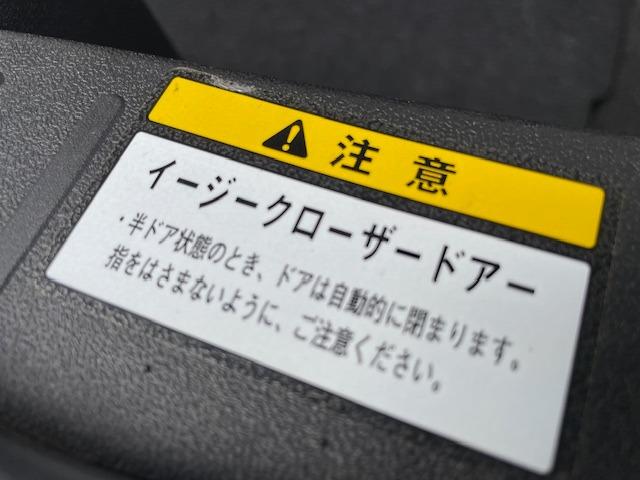 注意
イージークローザードアー
・半ドア状態のとき、ドアは自動的に閉まります。
指をはさまないように、ご注意ください。